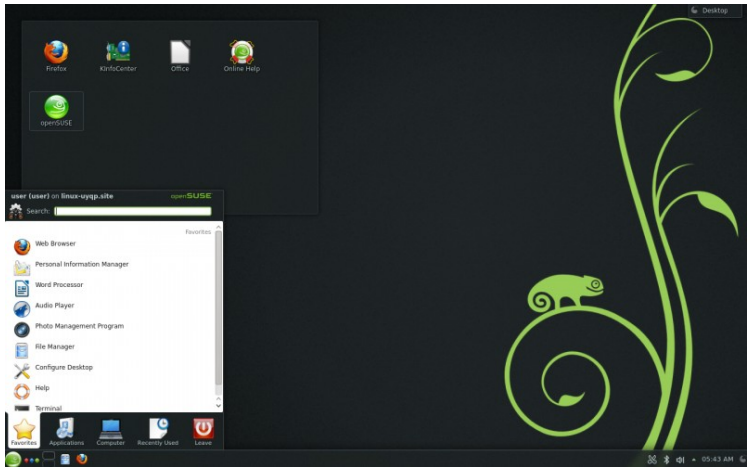 Desktop
Firefox
KInfoCenter
Office
Online Help
openSUSE
user (user) on linux-uyqp.site
openSUSE
Search:
Favorites
Web Browser
Personal Information Manager
Word Processor
Audio Player
Photo Management Program
File Manager
Configure Desktop
Help
Terminal
Favorites
Applications
Computer
Recently Used
Leave
05:43 AM